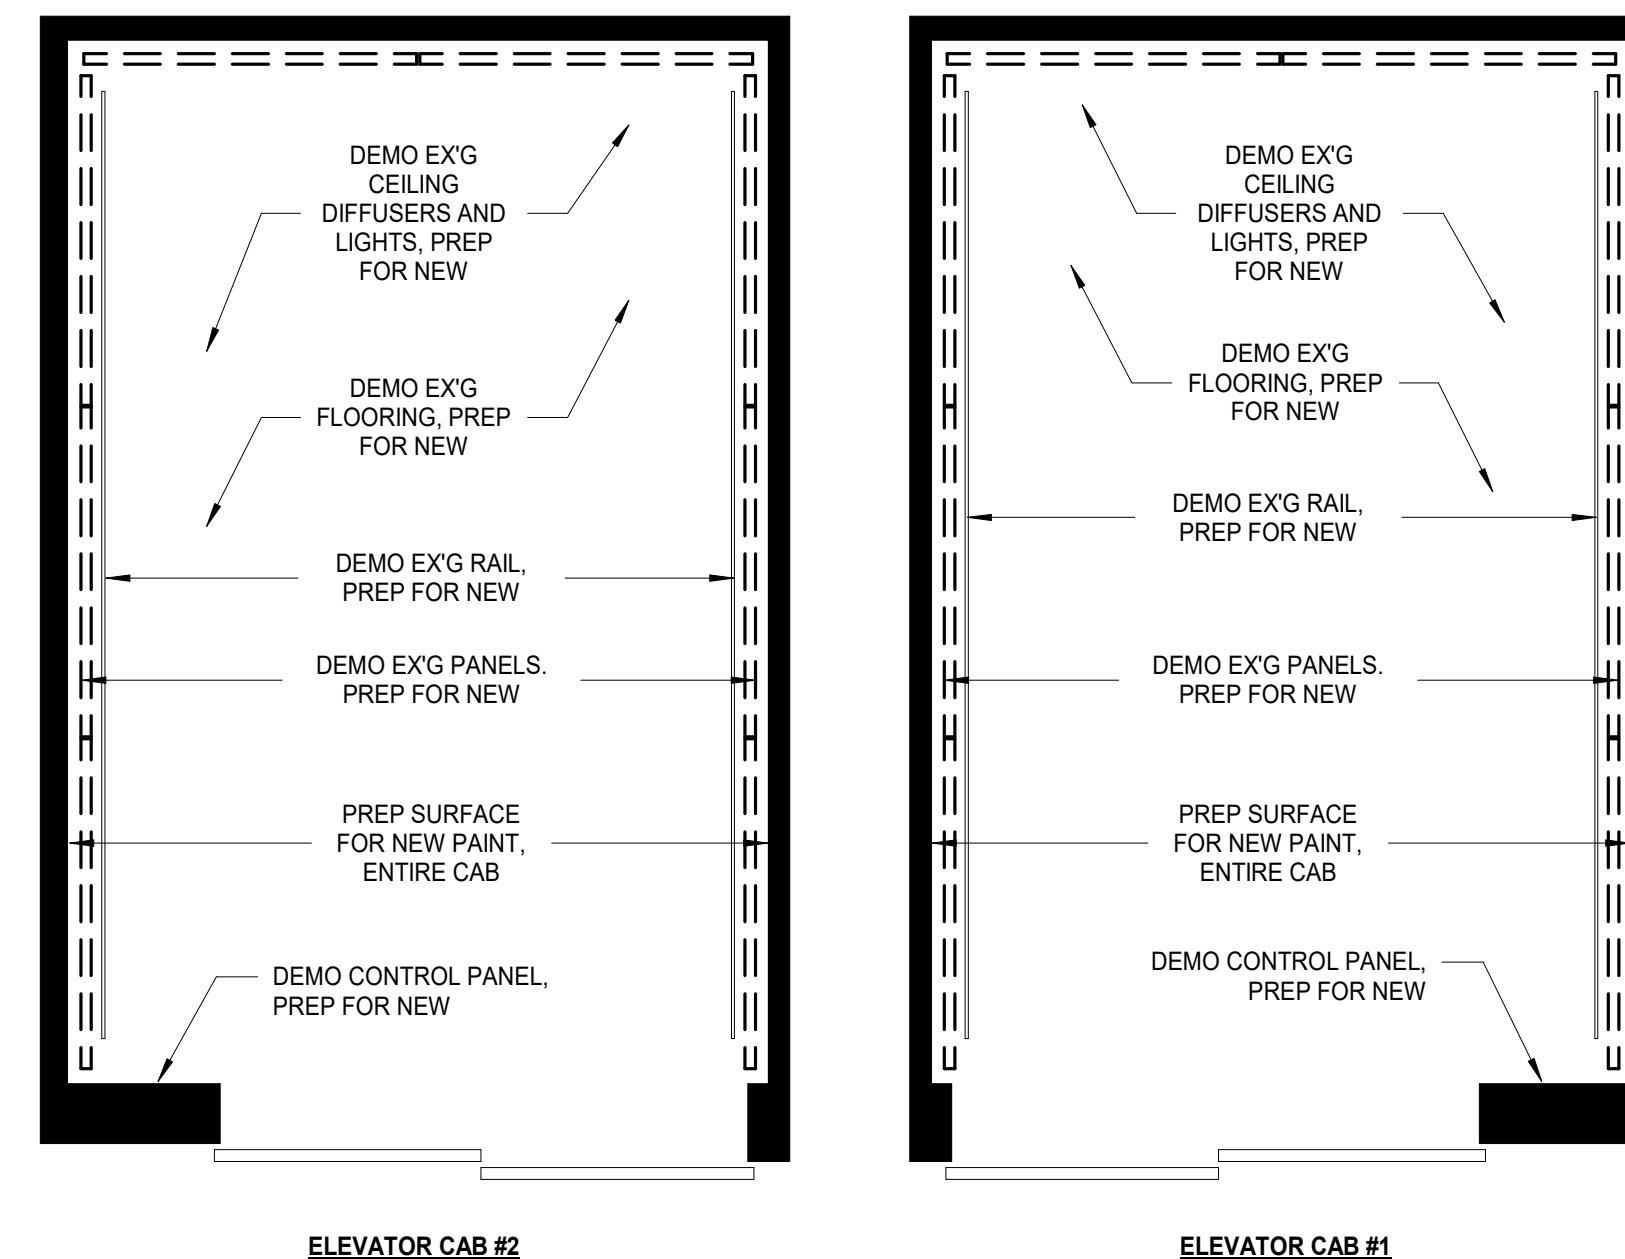 DEMO EX'G
CEILING
DIFFUSERS AND
LIGHTS, PREP
FOR NEW
DEMO EX'G
FLOORING, PREP
FOR NEW
DEMO EX'G RAIL,
PREP FOR NEW
DEMO EX'G PANELS.
PREP FOR NEW
PREP SURFACE
FOR NEW PAINT,
ENTIRE CAB
DEMO CONTROL PANEL,
PREP FOR NEW
ELEVATOR CAB #2
DEMO EX'G
CEILING
DIFFUSERS AND
LIGHTS, PREP
FOR NEW
DEMO EX'G
FLOORING, PREP
FOR NEW
DEMO EX'G RAIL,
PREP FOR NEW
DEMO EX'G PANELS.
PREP FOR NEW
PREP SURFACE
FOR NEW PAINT,
ENTIRE CAB
DEMO CONTROL PANEL,
PREP FOR NEW
ELEVATOR CAB #1